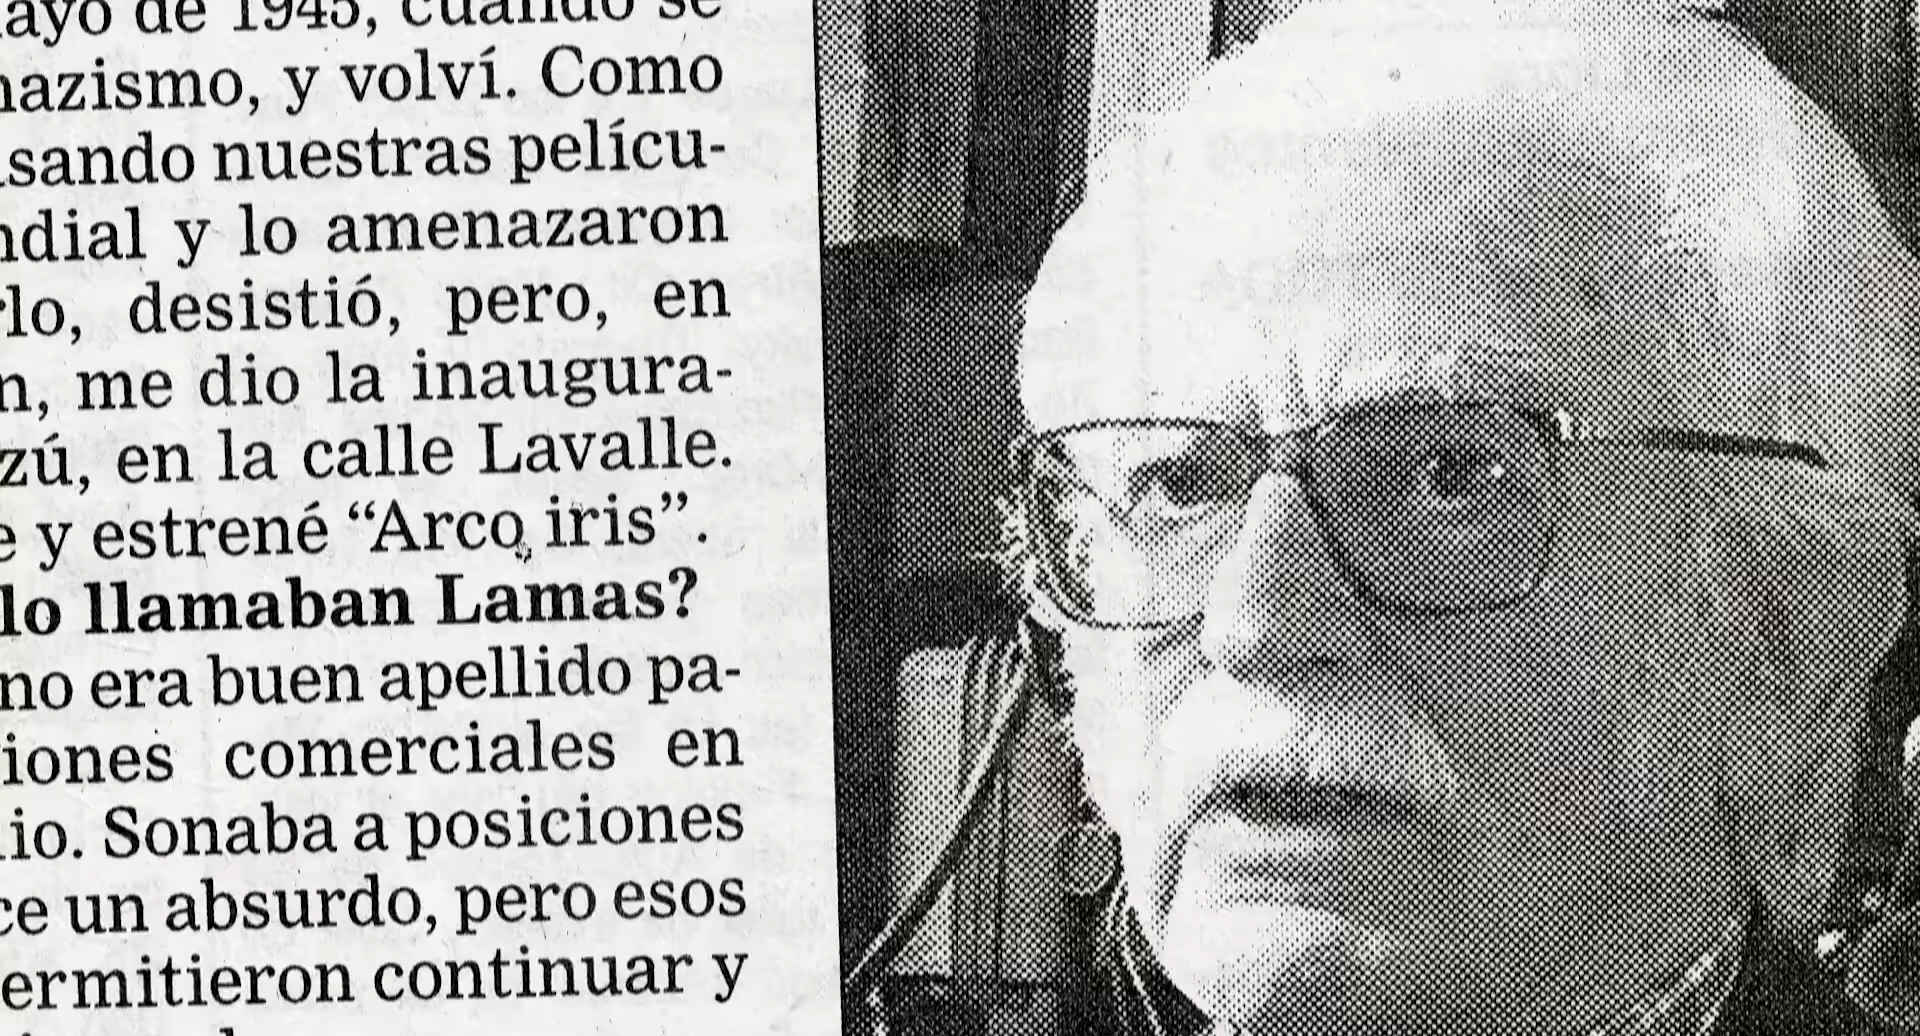 ayo de 1945, cuando se
nazismo, y volví. Como
sando nuestras pelícu-
ndial y lo amenazaron
rlo, desistió, pero, en
n, me dio la inaugura-
zú, en la calle Lavalle.
e y estrené “Arco iris”.
lo llamaban Lamas?
no era buen apellido pa-
iones comerciales en
io. Sonaba a posiciones
ce un absurdo, pero esos
ermitieron continuar y